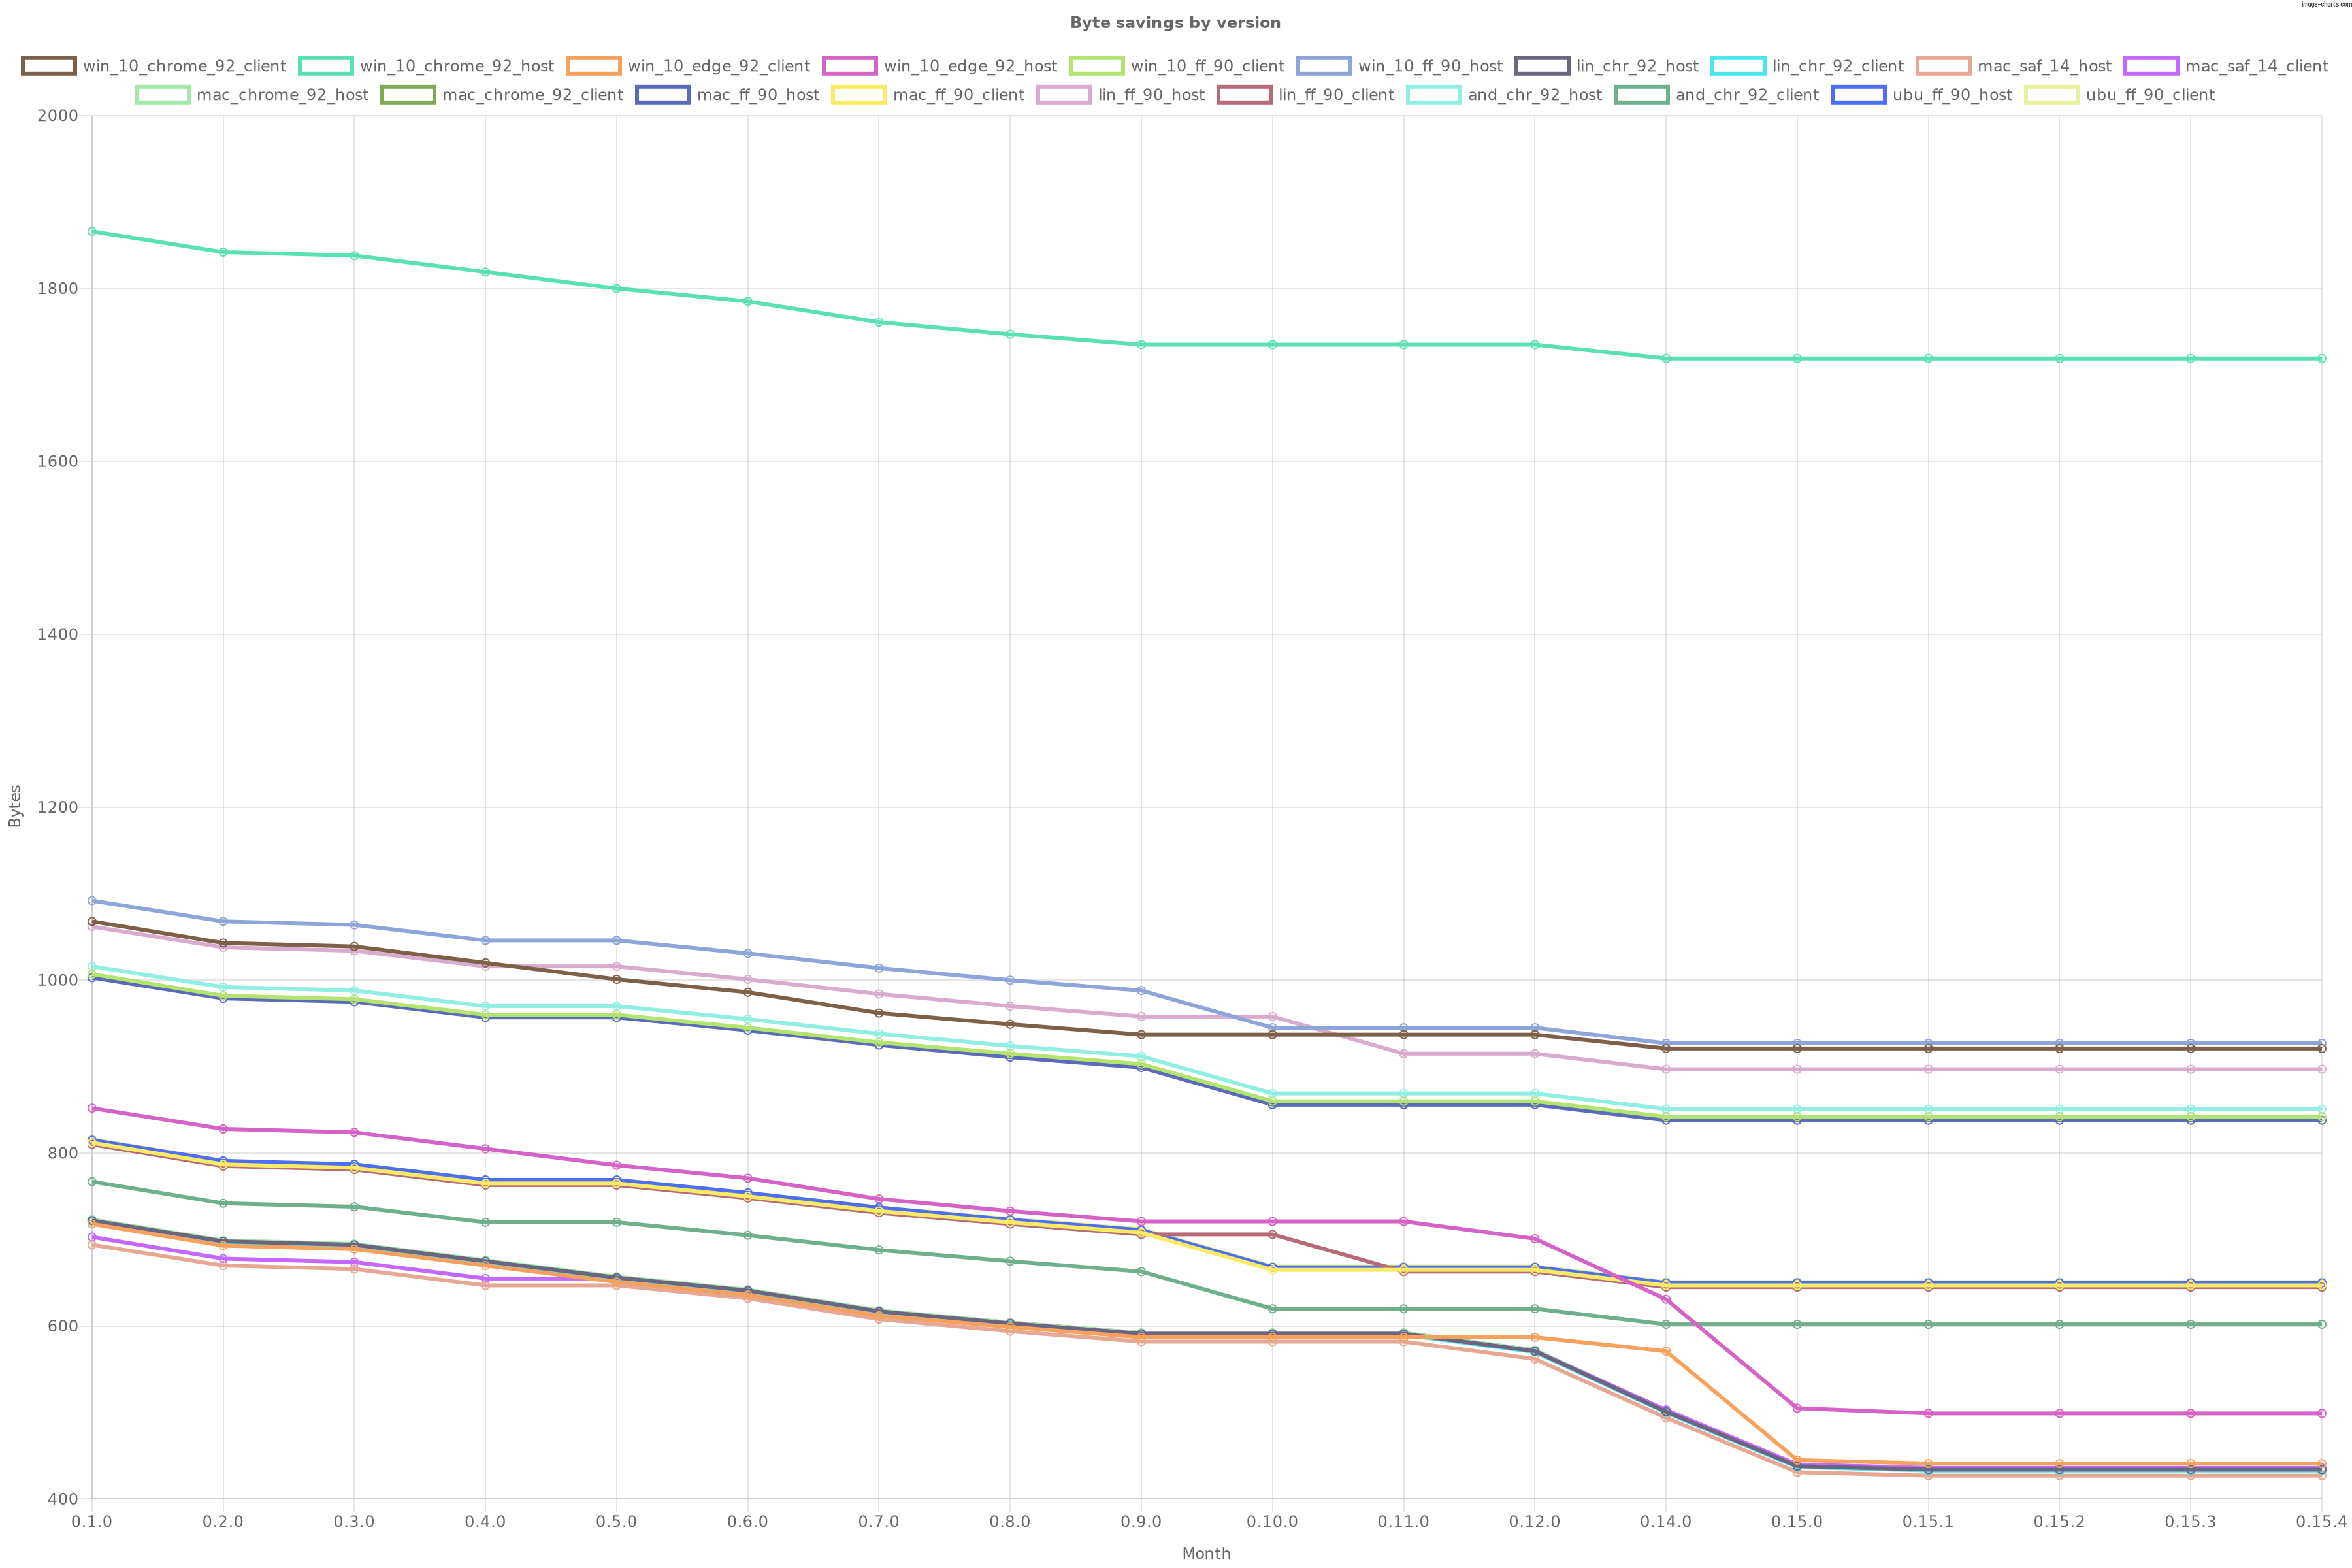 image-charts.com
Byte savings by version
win_10_chrome_92_client win_10_chrome_92_host win_10_edge_92_client win_10_edge_92_host win_10_ff_90_client win_10_ff_90_host lin_chr_92_host lin_chr_92_client mac_saf_14_host mac_saf_14_client
mac_chrome_92_host mac_chrome_92_client mac_ff_90_host mac_ff_90_client lin_ff_90_host lin_ff_90_client and_chr_92_host and_chr_92_client ubu_ff_90_host ubu_ff_90_client
2000
1800
1600
1400
1200
1000
800
600
400
Bytes
0.1.0 0.2.0 0.3.0 0.4.0 0.5.0 0.6.0 0.7.0 0.8.0 0.9.0 0.10.0 0.11.0 0.12.0 0.14.0 0.15.0 0.15.1 0.15.2 0.15.3 0.15.4
Month